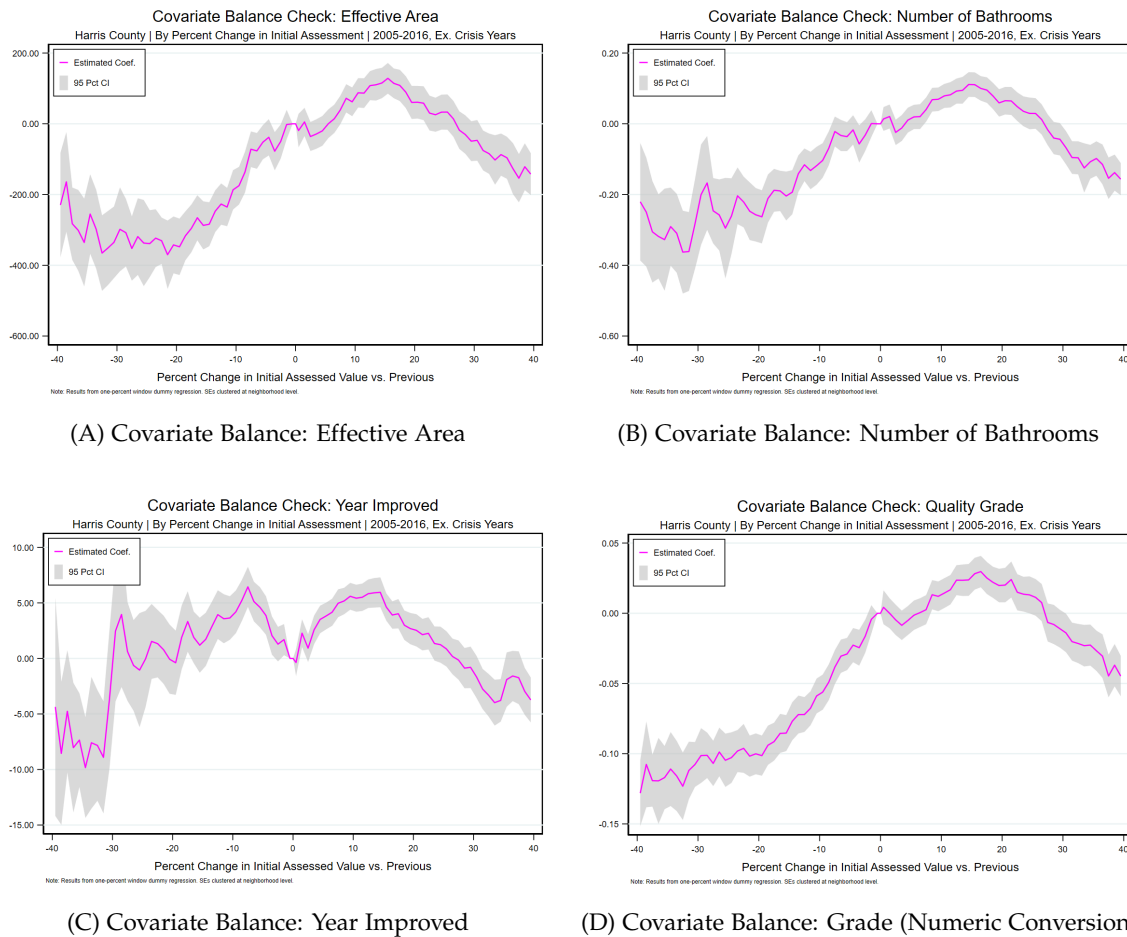 Covariate Balance Check: Effective Area
Harris County | By Percent Change in Initial Assessment | 2005-2016, Ex. Crisis Years
Estimated Coef.
95 Pct CI
200.00
0.00
-200.00
-400.00
-600.00
-40 -30 -20 -10 0 10 20 30 40
Percent Change in Initial Assessed Value vs. Previous
Note: Results from one-percent window dummy regression. SEs clustered at neighborhood level.
(A) Covariate Balance: Effective Area
Covariate Balance Check: Number of Bathrooms
Harris County | By Percent Change in Initial Assessment | 2005-2016, Ex. Crisis Years
Estimated Coef.
95 Pct CI
0.20
0.00
-0.20
-0.40
-0.60
-40 -30 -20 -10 0 10 20 30 40
Percent Change in Initial Assessed Value vs. Previous
Note: Results from one-percent window dummy regression. SEs clustered at neighborhood level.
(B) Covariate Balance: Number of Bathrooms
Covariate Balance Check: Year Improved
Harris County | By Percent Change in Initial Assessment | 2005-2016, Ex. Crisis Years
Estimated Coef.
95 Pct CI
10.00
5.00
0.00
-5.00
-10.00
-15.00
-40 -30 -20 -10 0 10 20 30 40
Percent Change in Initial Assessed Value vs. Previous
Note: Results from one-percent window dummy regression. SEs clustered at neighborhood level.
(C) Covariate Balance: Year Improved
Covariate Balance Check: Quality Grade
Harris County | By Percent Change in Initial Assessment | 2005-2016, Ex. Crisis Years
Estimated Coef.
95 Pct CI
0.05
0.00
-0.05
-0.10
-0.15
-40 -30 -20 -10 0 10 20 30 40
Percent Change in Initial Assessed Value vs. Previous
Note: Results from one-percent window dummy regression. SEs clustered at neighborhood level.
(D) Covariate Balance: Grade (Numeric Conversion